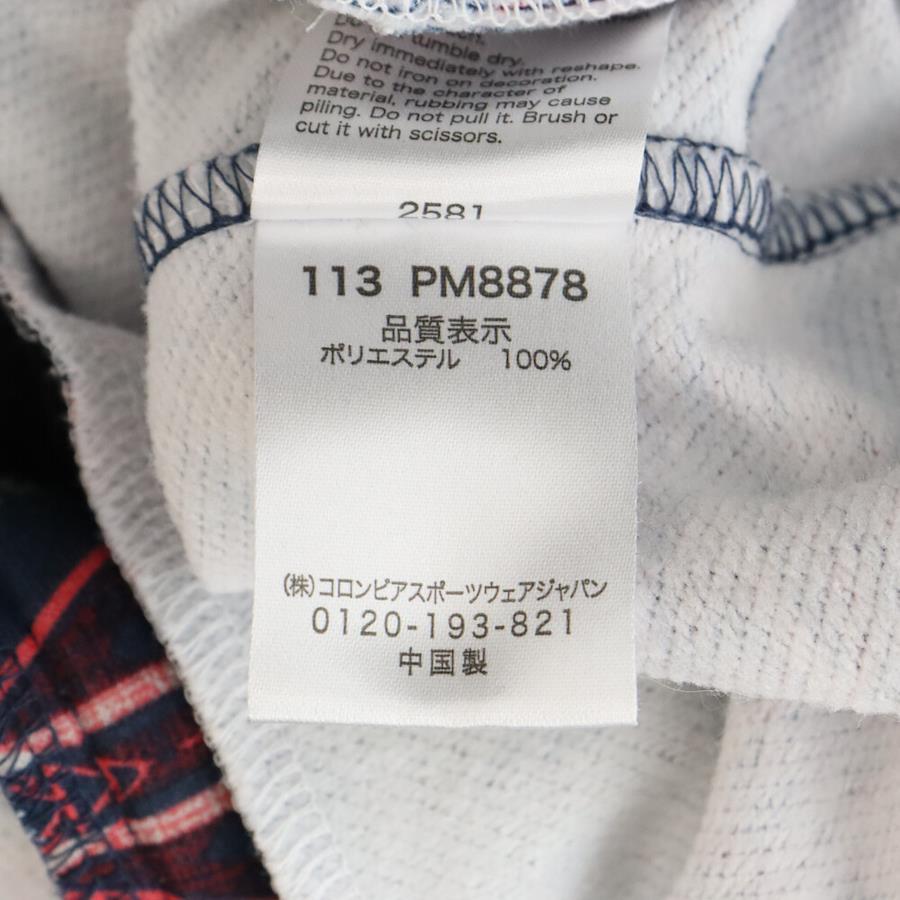 tumble dry.
Dry immediately with reshape.
Do not iron on decoration.
Due to the character of
material, rubbing may cause
piling. Do not pull it. Brush or
cut it with scissors.
2581
113 PM8878
品質表示
ポリエステル 100%
(株)コロンビアスポーツウェアジャパン
0120-193-821
中国製